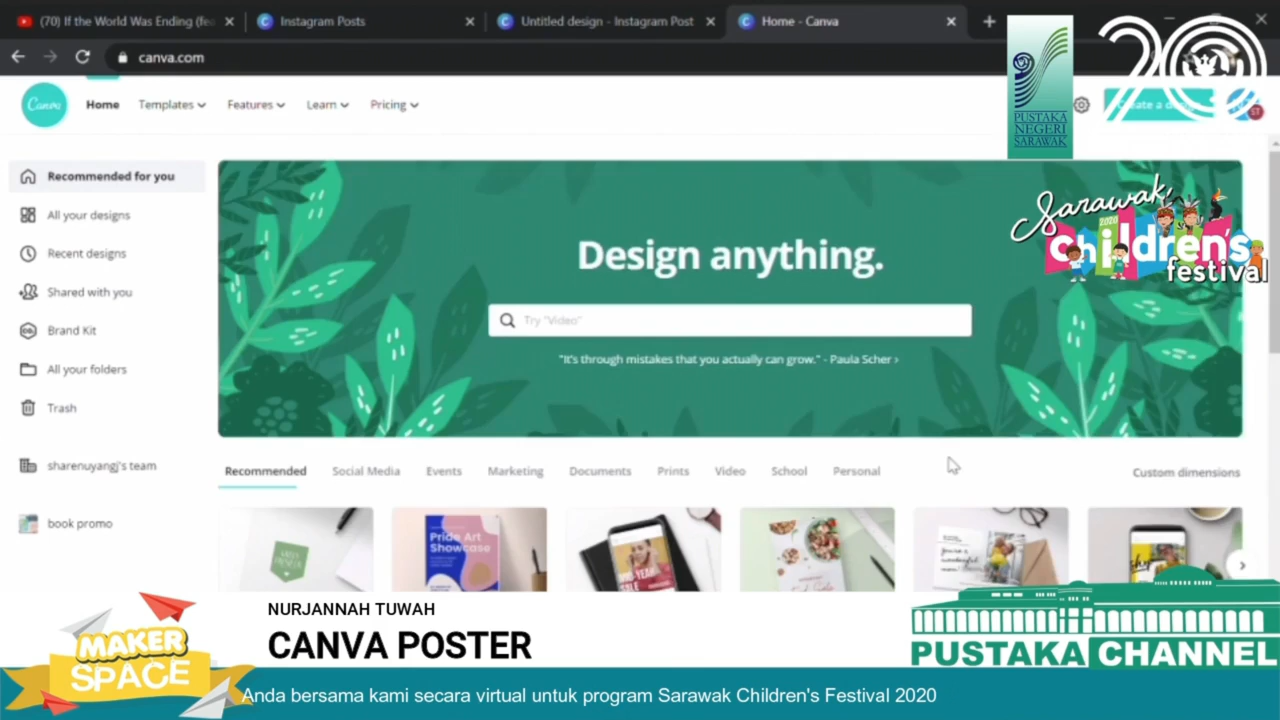 (70) If the World Was Ending (fea
Instagram Posts
Untitled design - Instagram Post
Home - Canva
canva.com
Canva
Home
Templates
Features
Learn
Pricing
Create a
PUSTAKA
NEGERI
SARAWAK
20
ST
Recommended for you
All your designs
Recent designs
Shared with you
Brand Kit
All your folders
Trash
sharenuyangj's team
book promo
Design anything.
Try "Video"
"It's through mistakes that you actually can grow." - Paula Scher ›
Sarawak
2020
children's
festival
Recommended
Social Media
Events
Marketing
Documents
Prints
Video
School
Personal
Custom dimensions
Pride Art
Showcase
MAKER
SPACE
NURJANNAH TUWAH
CANVA POSTER
PUSTAKA CHANNEL
Anda bersama kami secara virtual untuk program Sarawak Children's Festival 2020